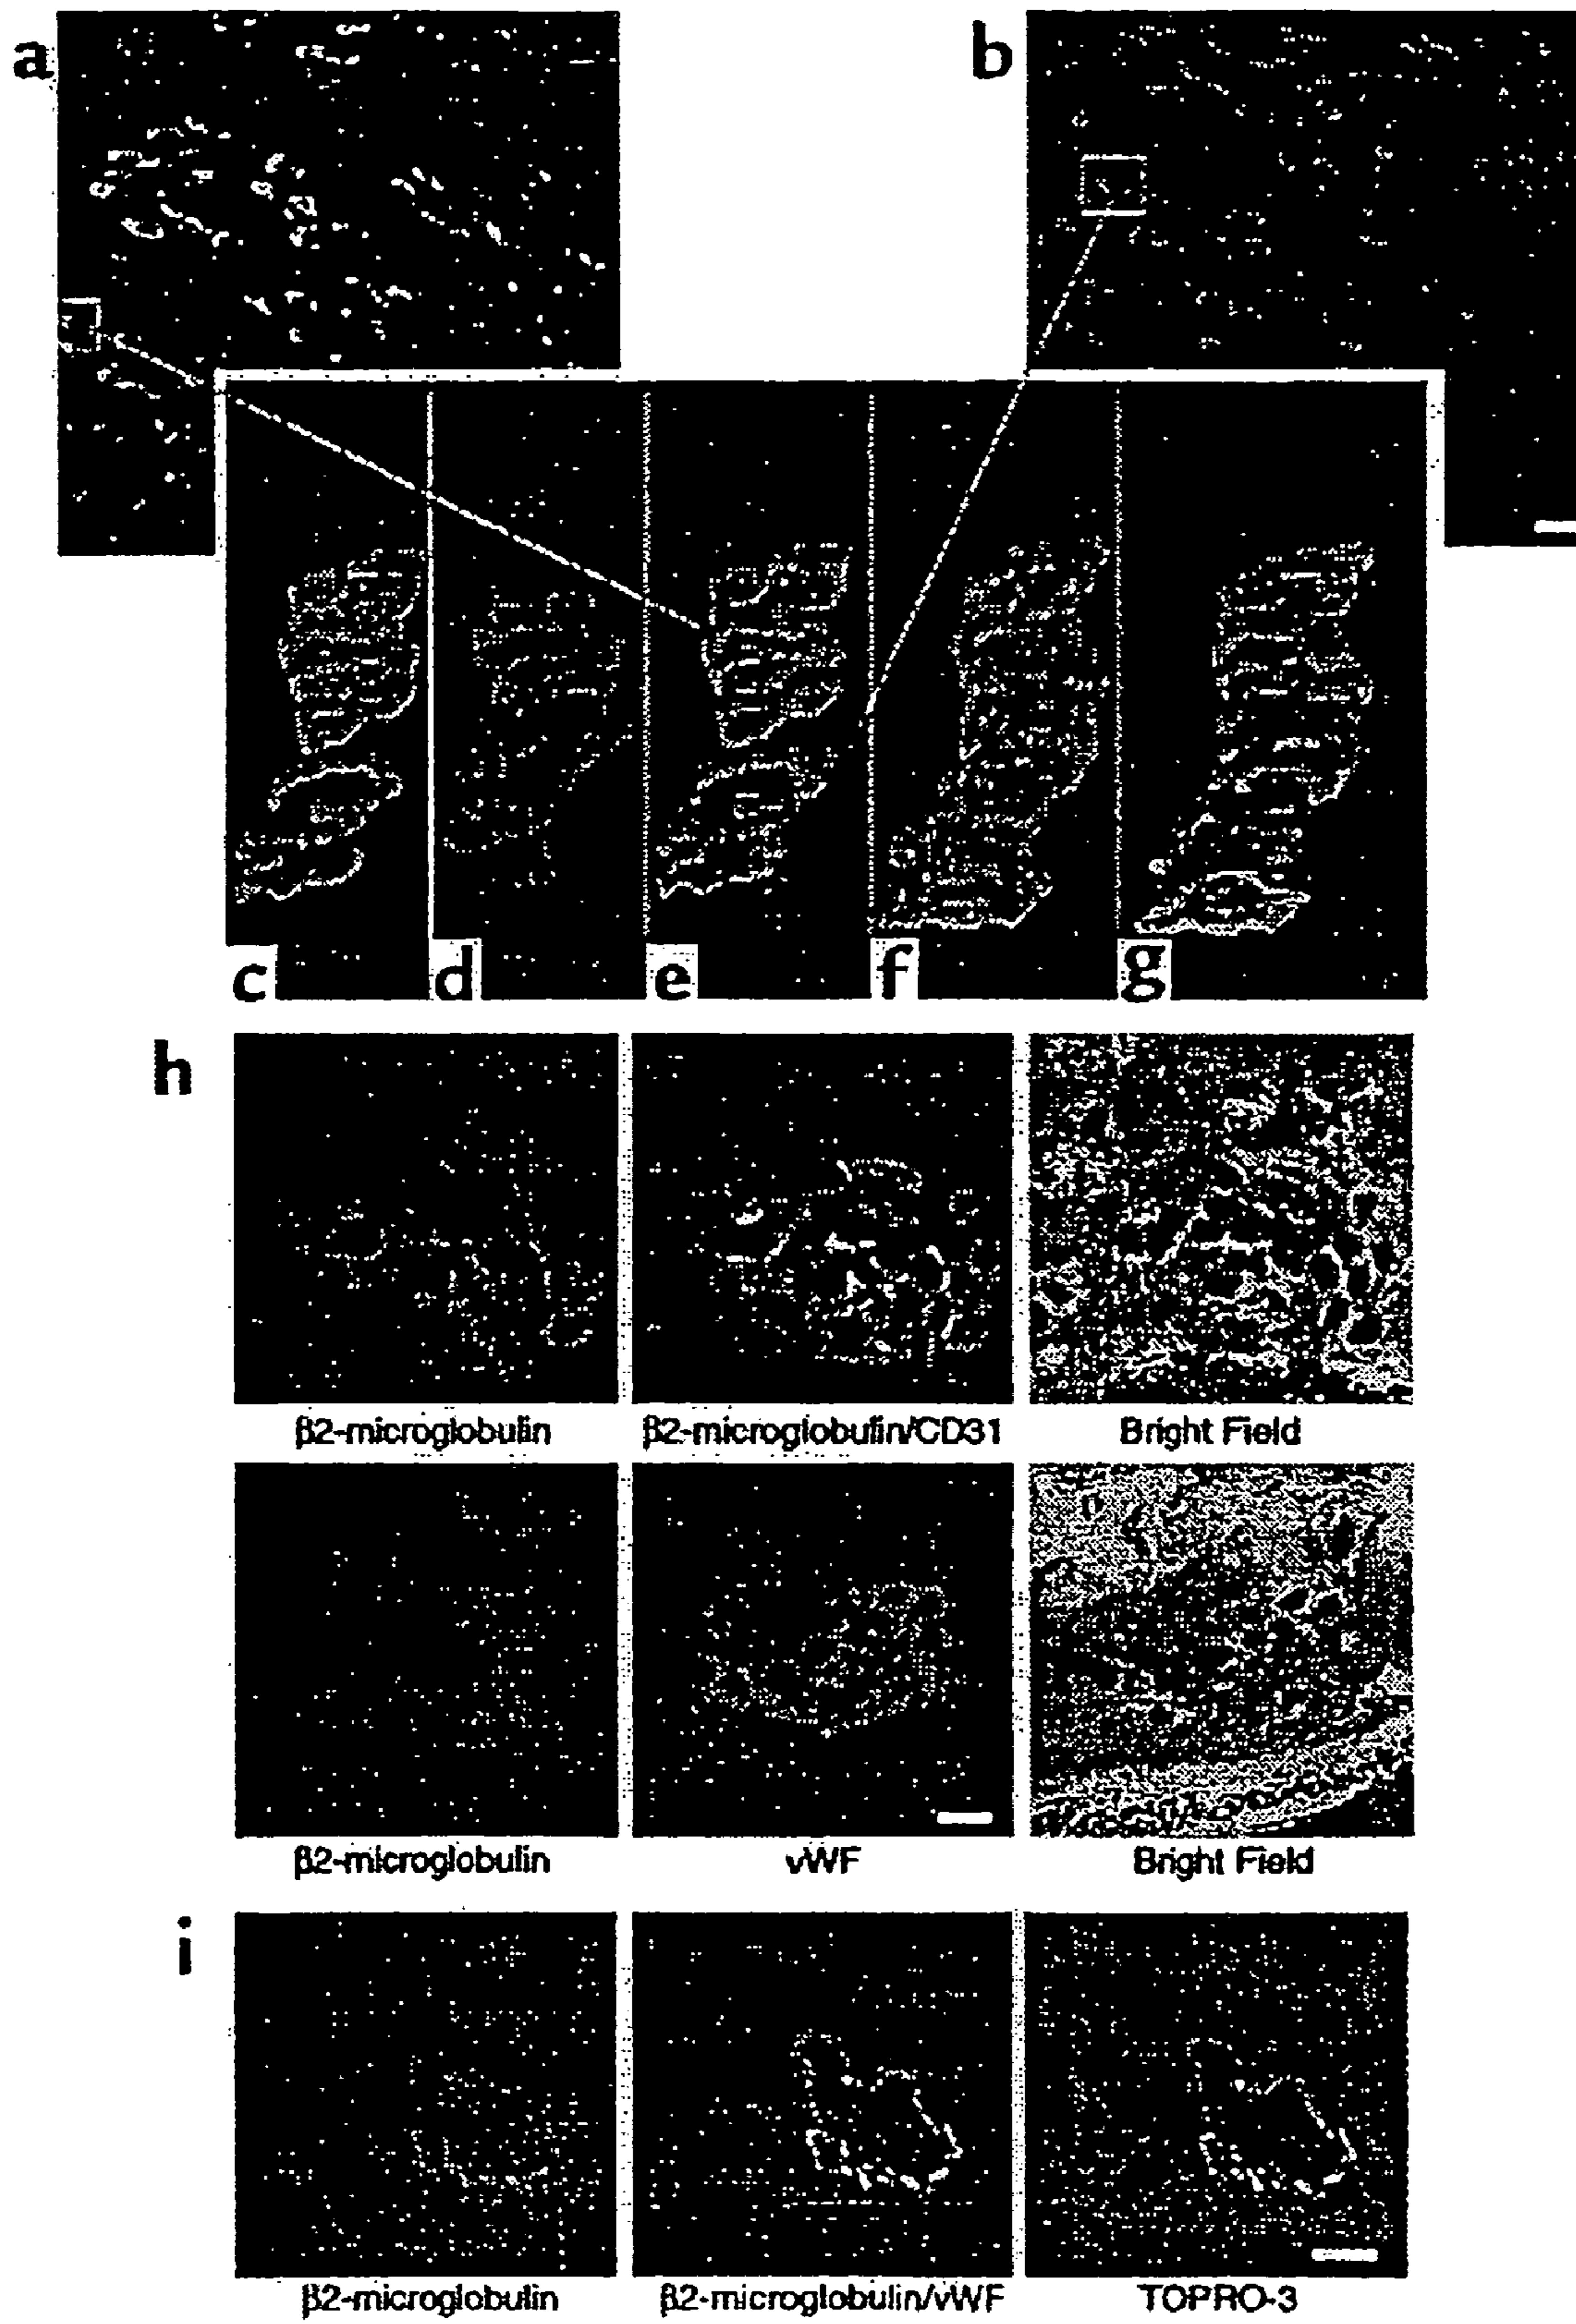 a b
c d e f g
h
β2-microglobulin β2-microglobulin/CD31 Bright Field
β2-microglobulin vWF Bright Field
i
β2-microglobulin β2-microglobulin/vWF TOPRO-3